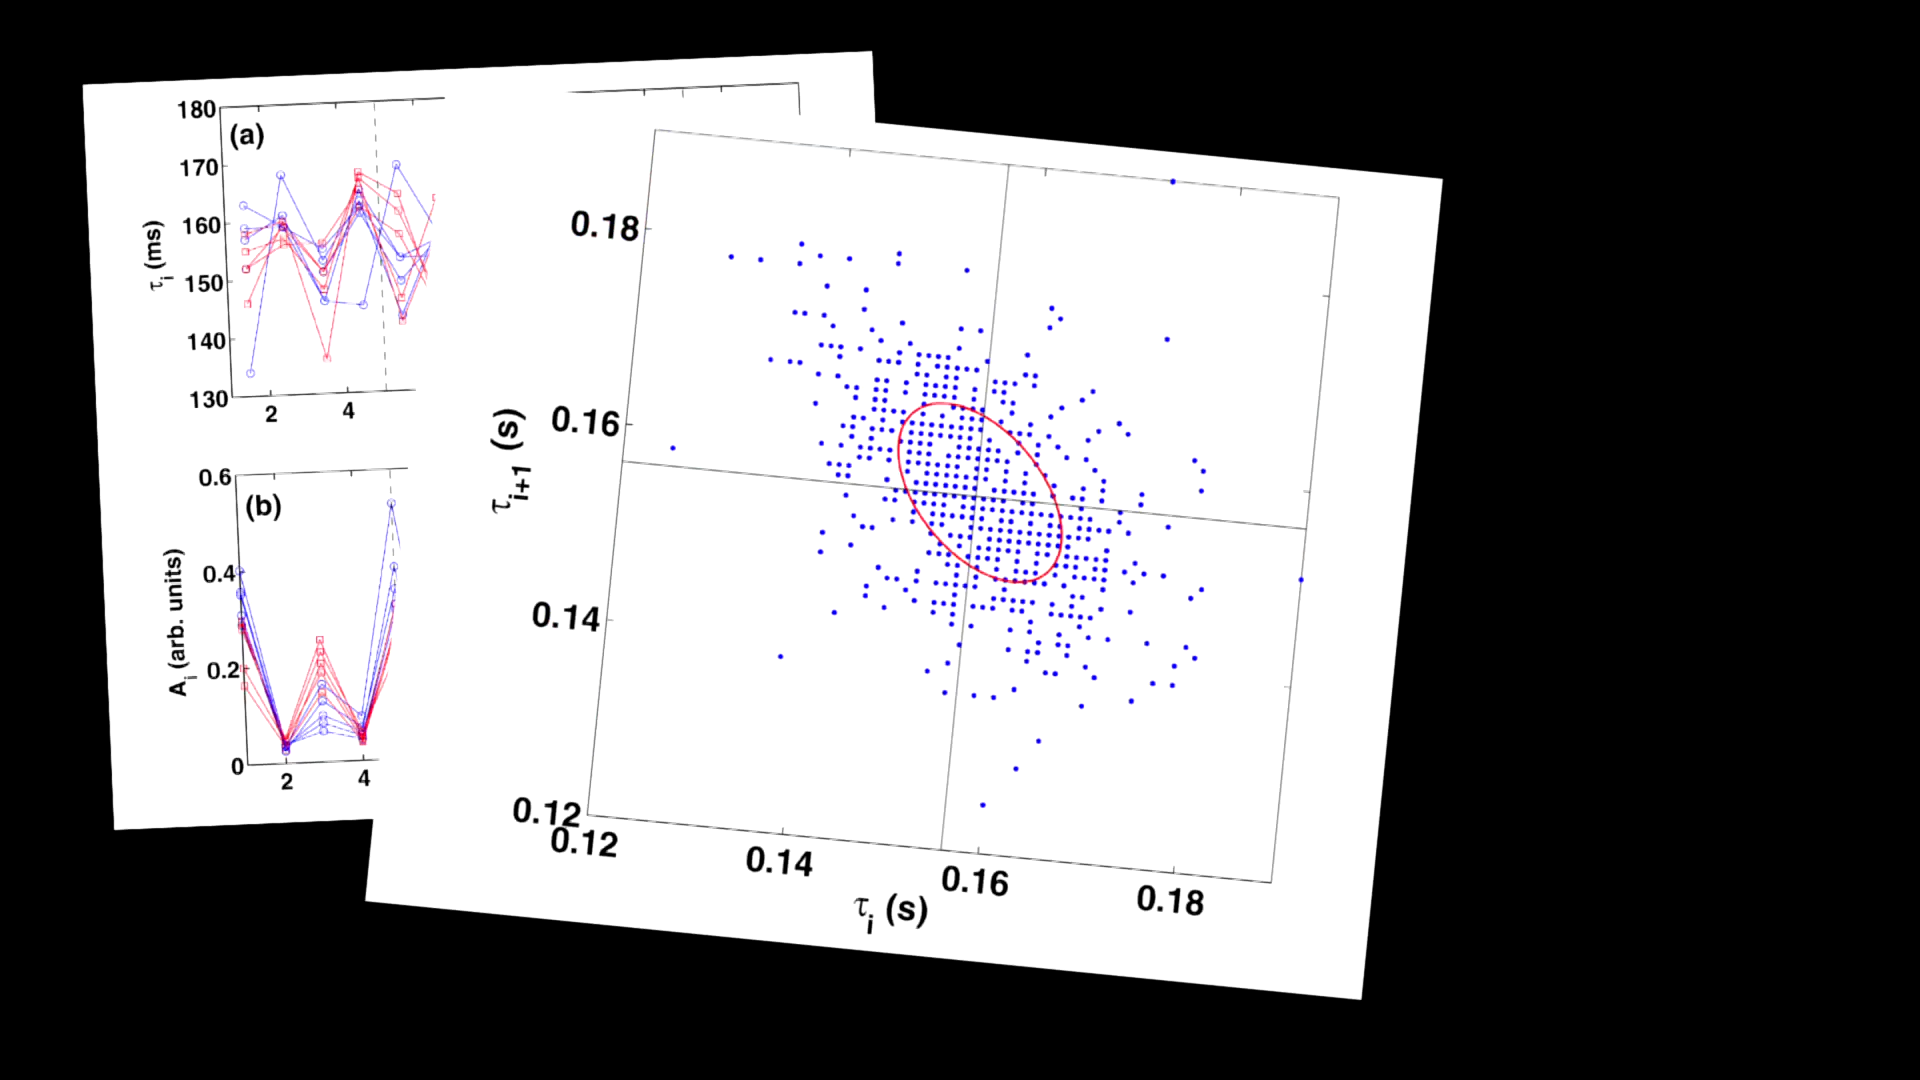 180
(a)
170
160
150
140
130
τi (ms)
2 4
0.6
(b)
0.4
0.2
0
Ai (arb. units)
2 4
0.18
0.16
0.14
0.12
τi+1 (s)
0.12 0.14 0.16 0.18
τi (s)